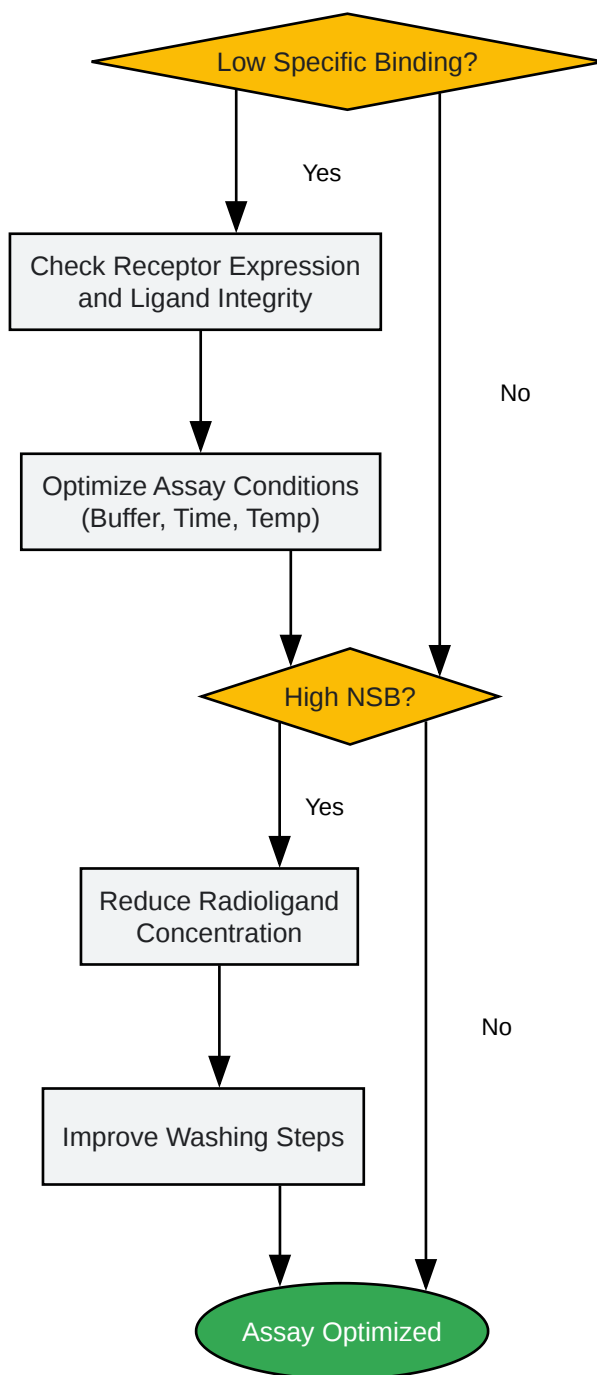 Low Specific Binding?
Yes
Check Receptor Expression
and Ligand Integrity
No
Optimize Assay Conditions
(Buffer, Time, Temp)
High NSB?
Yes
Reduce Radioligand
Concentration
No
Improve Washing Steps
Assay Optimized